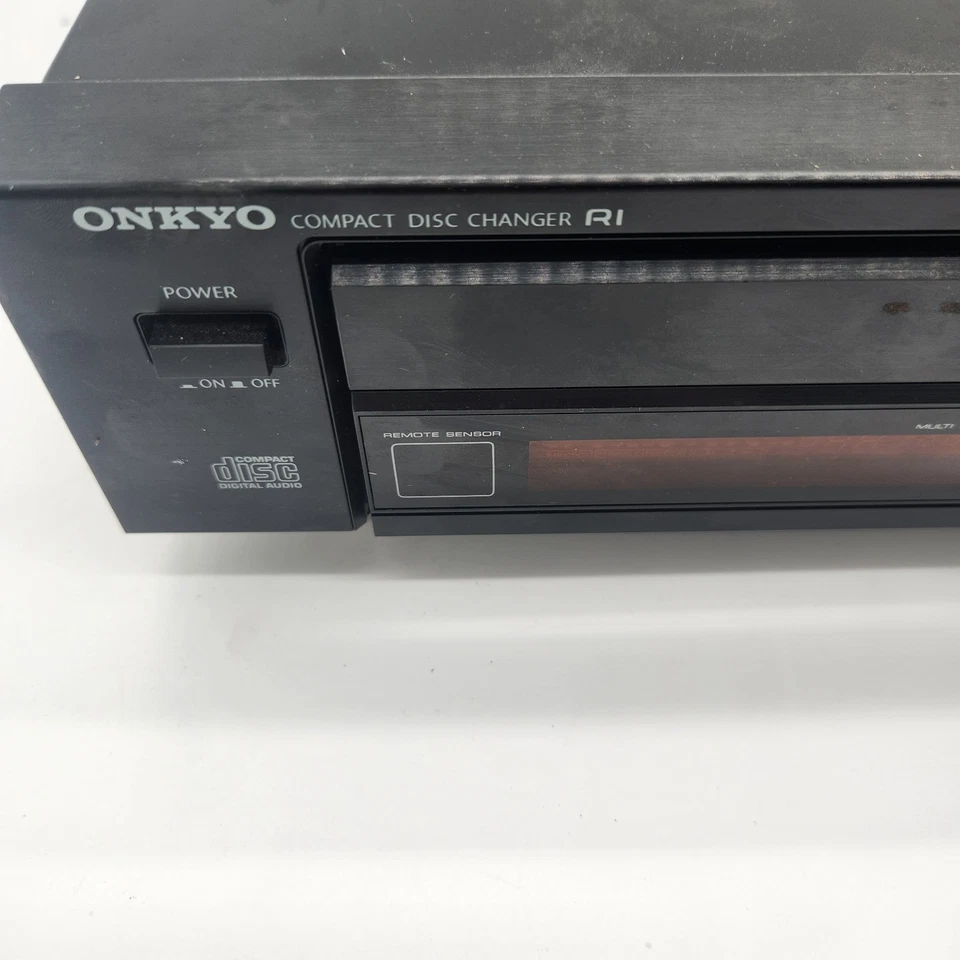 ONKYO COMPACT DISC CHANGER RI
POWER
ON OFF
COMPACT
disc
DIGITAL AUDIO
REMOTE SENSOR
MULTI